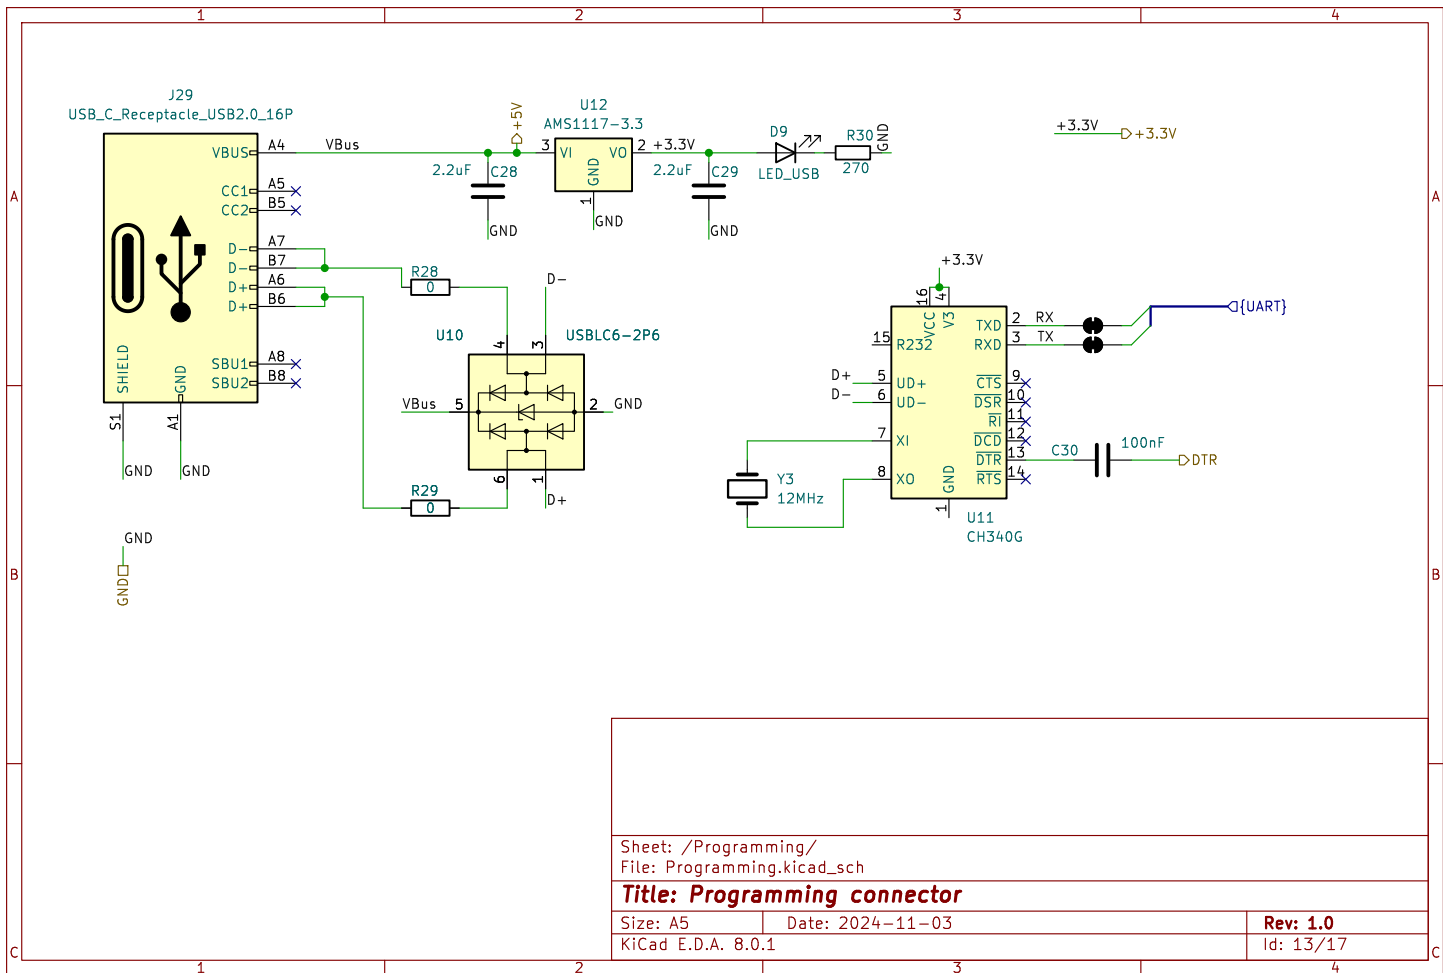 1 2 3 4
A
B
C
A
B
C
1 2 3 4
J29
USB_C_Receptacle_USB2.0_16P
VBUS A4
CC1 A5
CC2 B5
D- A7
D- B7
D+ A6
D+ B6
SBU1 A8
SBU2 B8
SHIELD
GND
S1
A1
GND
GND
GND
GND
VBus
+5V
2.2uF
C28
GND
U12
AMS1117-3.3
3 VI
VO 2
GND
1
GND
+3.3V
2.2uF
C29
GND
D9
LED_USB
R30
270
GND
+3.3V
+3.3V
R28
0
D-
U10
USBLC6-2P6
4
3
VBus
5
2
GND
6
1
D+
R29
0
+3.3V
16
4
VCC
V3
15 R232
5 UD+
6 UD-
7 XI
8 XO
D+
D-
TXD 2
RXD 3
CTS 9
DSR 10
RI 11
DCD 12
DTR 13
RTS 14
GND
1
U11
CH340G
RX
TX
{UART}
C30
100nF
DTR
Y3
12MHz
Sheet: /Programming/
File: Programming.kicad_sch
Title: Programming connector
Size: A5
Date: 2024-11-03
Rev: 1.0
KiCad E.D.A. 8.0.1
Id: 13/17